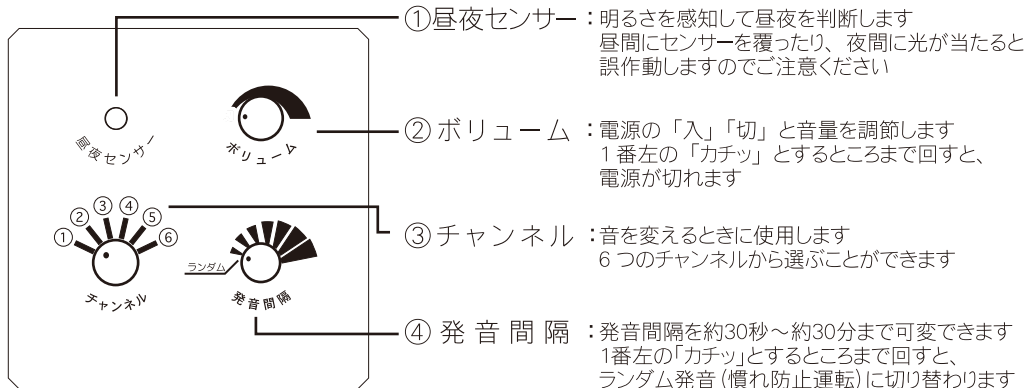 ①昼夜センサー：明るさを感知して昼夜を判断します
昼間にセンサーを覆ったり、夜間に光が当たると
誤作動しますのでご注意ください
昼夜センサー
ボリューム
②ボリューム：電源の「入」「切」と音量を調節します
1番左の「カチッ」とするところまで回すと、
電源が切れます
① ② ③ ④ ⑤ ⑥
チャンネル
ランダム
発音間隔
③チャンネル：音を変えるときに使用します
6つのチャンネルから選ぶことができます
④発音間隔：発音間隔を約30秒～約30分まで可変できます
1番左の「カチッ」とするところまで回すと、
ランダム発音(慣れ防止運転)に切り替わります